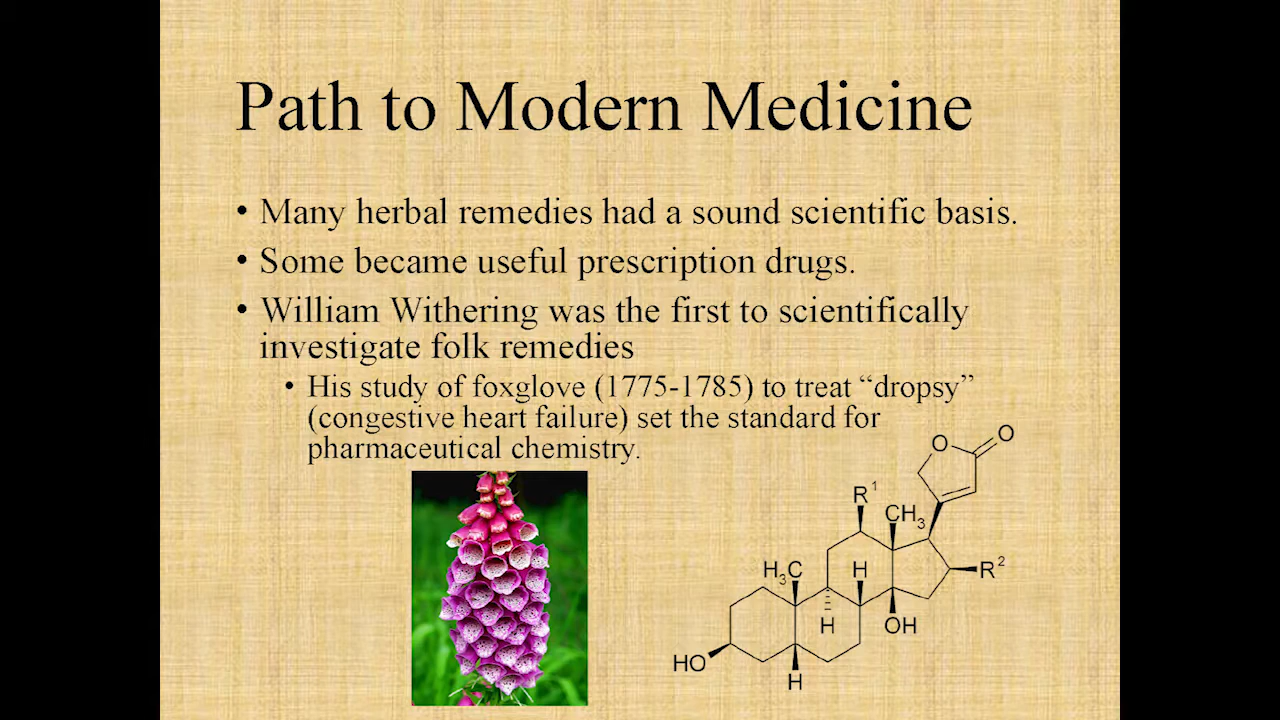 Path to Modern Medicine
• Many herbal remedies had a sound scientific basis.
• Some became useful prescription drugs.
• William Withering was the first to scientifically
investigate folk remedies
• His study of foxglove (1775-1785) to treat “dropsy”
(congestive heart failure) set the standard for
pharmaceutical chemistry.
O
O
R¹
CH₃
H₃C
H
R²
H
OH
HO
H